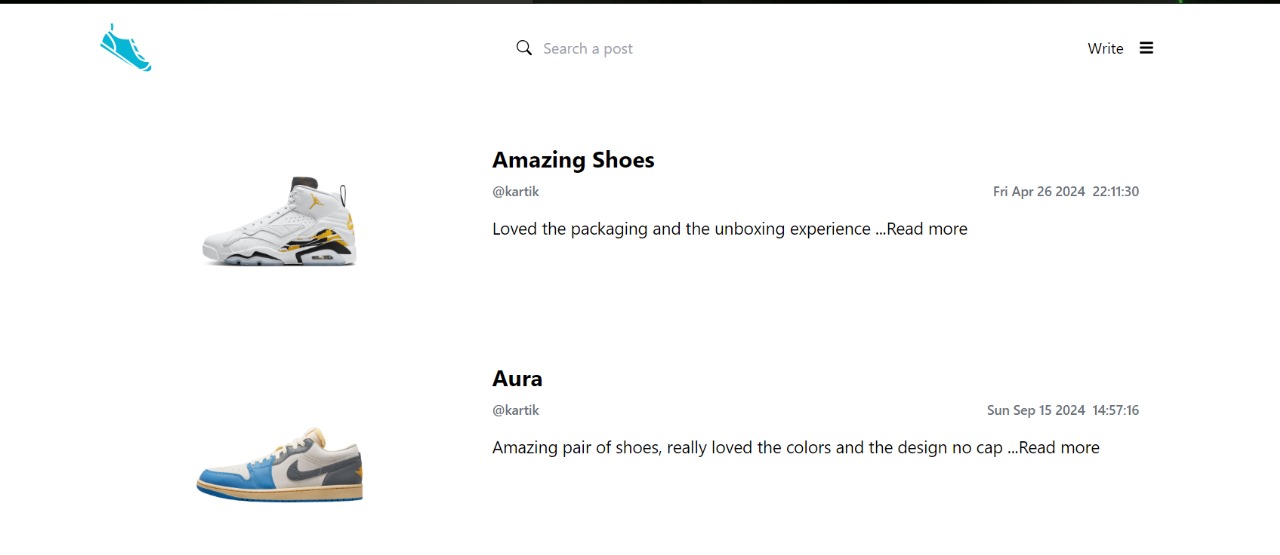 Search a post
Write
Amazing Shoes
@kartik Fri Apr 26 2024 22:11:30
Loved the packaging and the unboxing experience ...Read more
Aura
@kartik Sun Sep 15 2024 14:57:16
Amazing pair of shoes, really loved the colors and the design no cap ...Read more